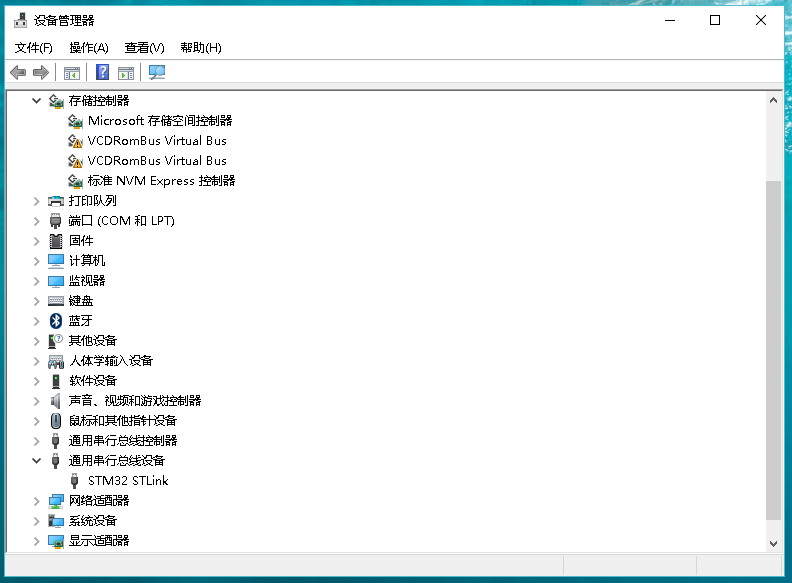 设备管理器
文件(F) 操作(A) 查看(V) 帮助(H)
存储控制器
Microsoft 存储空间控制器
VCDRomBus Virtual Bus
VCDRomBus Virtual Bus
标准 NVM Express 控制器
打印队列
端口 (COM 和 LPT)
固件
计算机
监视器
键盘
蓝牙
其他设备
人体学输入设备
软件设备
声音、视频和游戏控制器
鼠标和其他指针设备
通用串行总线控制器
通用串行总线设备
STM32 STLink
网络适配器
系统设备
显示适配器